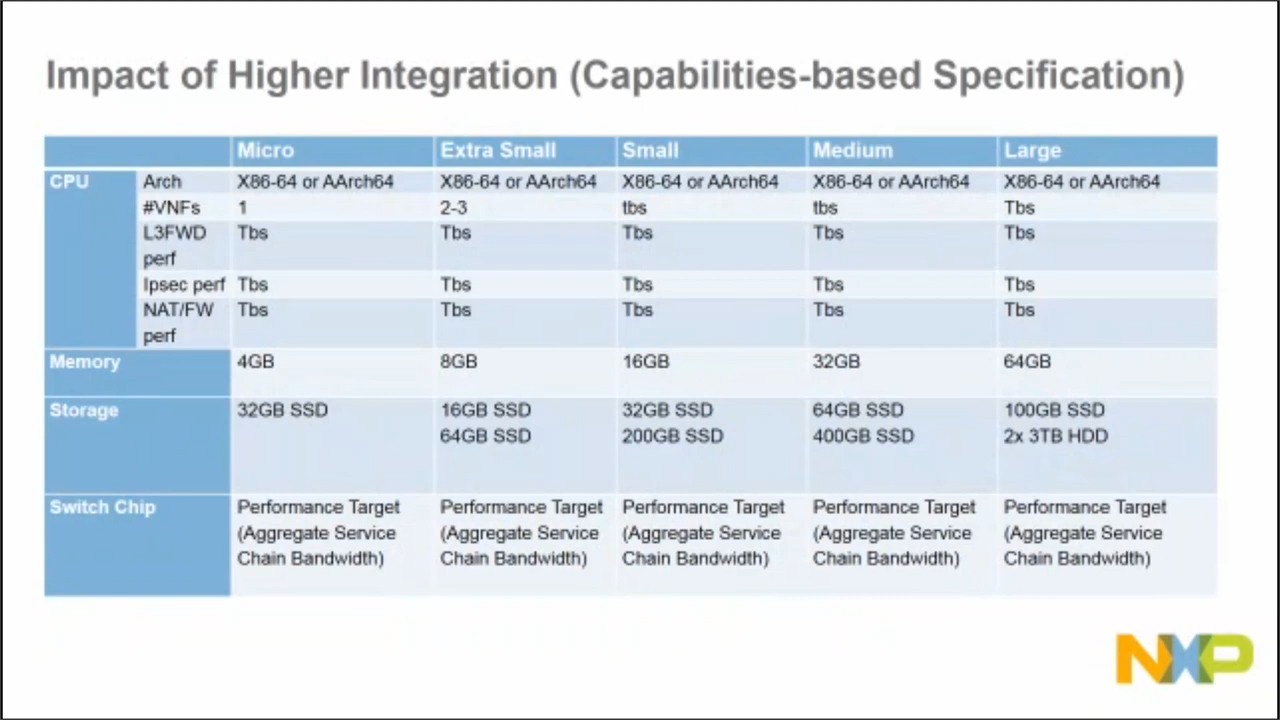 Impact of Higher Integration (Capabilities-based Specification)
Micro Extra Small Small Medium Large
CPU Arch X86-64 or AArch64 X86-64 or AArch64 X86-64 or AArch64 X86-64 or AArch64 X86-64 or AArch64
#VNFs 1 2-3 tbs tbs Tbs
L3FWD Tbs Tbs Tbs Tbs Tbs
perf
Ipsec perf Tbs Tbs Tbs Tbs Tbs
NAT/FW Tbs Tbs Tbs Tbs Tbs
perf
Memory 4GB 8GB 16GB 32GB 64GB
Storage 32GB SSD 16GB SSD 32GB SSD 64GB SSD 100GB SSD
64GB SSD 200GB SSD 400GB SSD 2x 3TB HDD
Switch Chip Performance Target Performance Target Performance Target Performance Target Performance Target
(Aggregate Service (Aggregate Service (Aggregate Service (Aggregate Service (Aggregate Service
Chain Bandwidth) Chain Bandwidth) Chain Bandwidth) Chain Bandwidth) Chain Bandwidth)
NXP